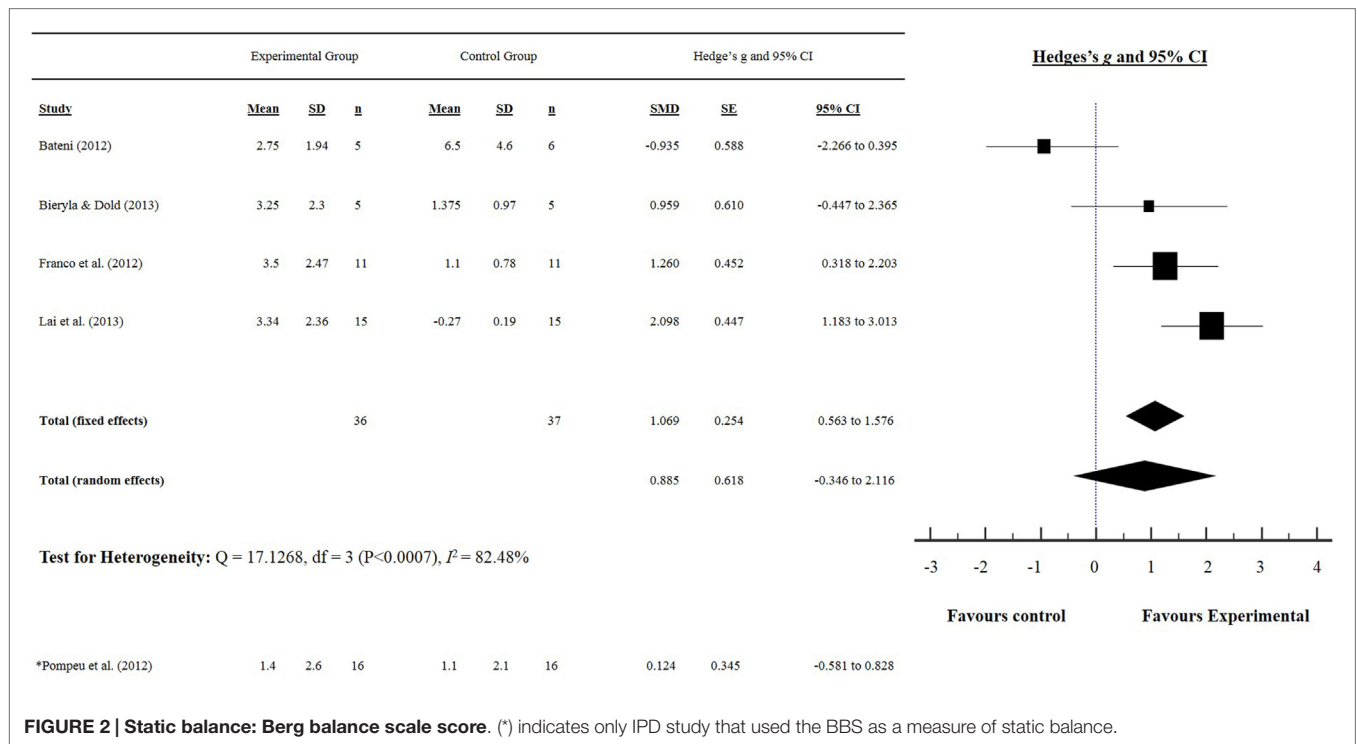 Experimental Group Control Group Hedge's g and 95% CI Hedges's g and 95% CI
Study Mean SD n Mean SD n SMD SE 95% CI
Bateni (2012) 2.75 1.94 5 6.5 4.6 6 -0.935 0.588 -2.266 to 0.395
Bieryla & Dold (2013) 3.25 2.3 5 1.375 0.97 5 0.959 0.610 -0.447 to 2.365
Franco et al. (2012) 3.5 2.47 11 1.1 0.78 11 1.260 0.452 0.318 to 2.203
Lai et al. (2013) 3.34 2.36 15 -0.27 0.19 15 2.098 0.447 1.183 to 3.013
Total (fixed effects) 36 37 1.069 0.254 0.563 to 1.576
Total (random effects) 0.885 0.618 -0.346 to 2.116
Test for Heterogeneity: Q = 17.1268, df = 3 (P<0.0007), I² = 82.48%
-3 -2 -1 0 1 2 3 4
Favours control Favours Experimental
*Pompeu et al. (2012) 1.4 2.6 16 1.1 2.1 16 0.124 0.345 -0.581 to 0.828
FIGURE 2 | Static balance: Berg balance scale score. (*) indicates only IPD study that used the BBS as a measure of static balance.